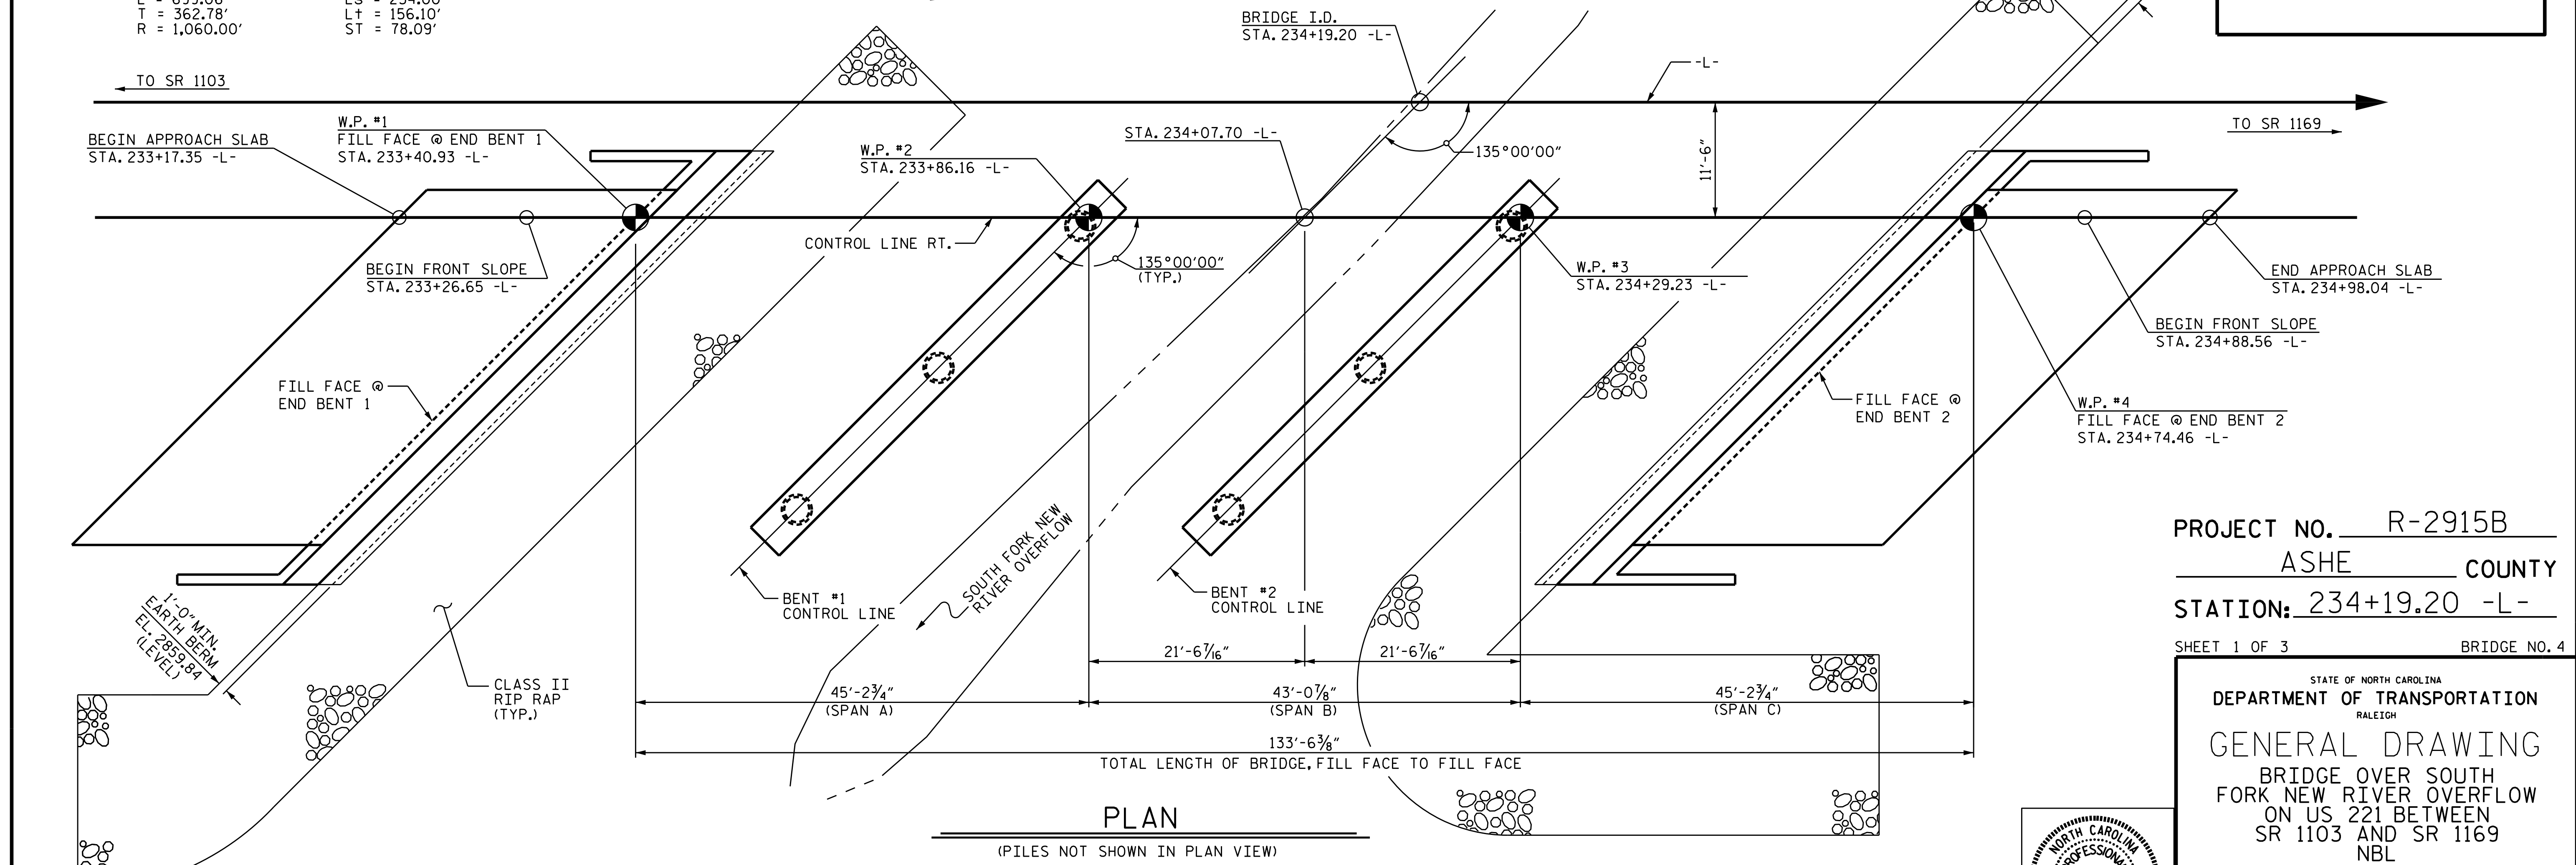 T = 362.78'
R = 1,060.00'
Lt = 156.10'
ST = 78.09'
BRIDGE I.D.
STA. 234+19.20 -L-
-L-
TO SR 1103
TO SR 1169
BEGIN APPROACH SLAB
STA. 233+17.35 -L-
W.P. #1
FILL FACE @ END BENT 1
STA. 233+40.93 -L-
W.P. #2
STA. 233+86.16 -L-
STA. 234+07.70 -L-
135°00'00"
11'-6"
CONTROL LINE RT.
135°00'00"
(TYP.)
BEGIN FRONT SLOPE
STA. 233+26.65 -L-
W.P. #3
STA. 234+29.23 -L-
END APPROACH SLAB
STA. 234+98.04 -L-
BEGIN FRONT SLOPE
STA. 234+88.56 -L-
FILL FACE @
END BENT 1
FILL FACE @
END BENT 2
W.P. #4
FILL FACE @ END BENT 2
STA. 234+74.46 -L-
SOUTH FORK NEW
RIVER OVERFLOW
BENT #1
CONTROL LINE
BENT #2
CONTROL LINE
1'-0" MIN.
EARTH BERM
EL. 2859.84
(LEVEL)
CLASS II
RIP RAP
(TYP.)
21'-6 7/16"
21'-6 7/16"
45'-2 3/4"
(SPAN A)
43'-0 7/8"
(SPAN B)
45'-2 3/4"
(SPAN C)
133'-6 3/8"
TOTAL LENGTH OF BRIDGE, FILL FACE TO FILL FACE
PLAN
(PILES NOT SHOWN IN PLAN VIEW)
PROJECT NO. R-2915B
ASHE COUNTY
STATION: 234+19.20 -L-
SHEET 1 OF 3
BRIDGE NO. 4
STATE OF NORTH CAROLINA
DEPARTMENT OF TRANSPORTATION
RALEIGH
GENERAL DRAWING
BRIDGE OVER SOUTH
FORK NEW RIVER OVERFLOW
ON US 221 BETWEEN
SR 1103 AND SR 1169
NBL
NORTH CAROLINA